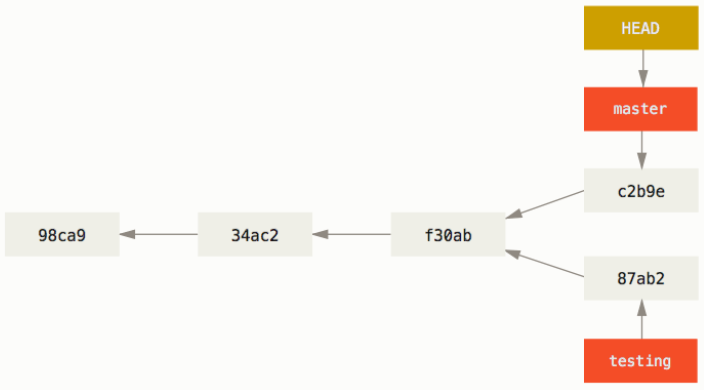 HEAD
master
c2b9e
98ca9
34ac2
f30ab
87ab2
testing